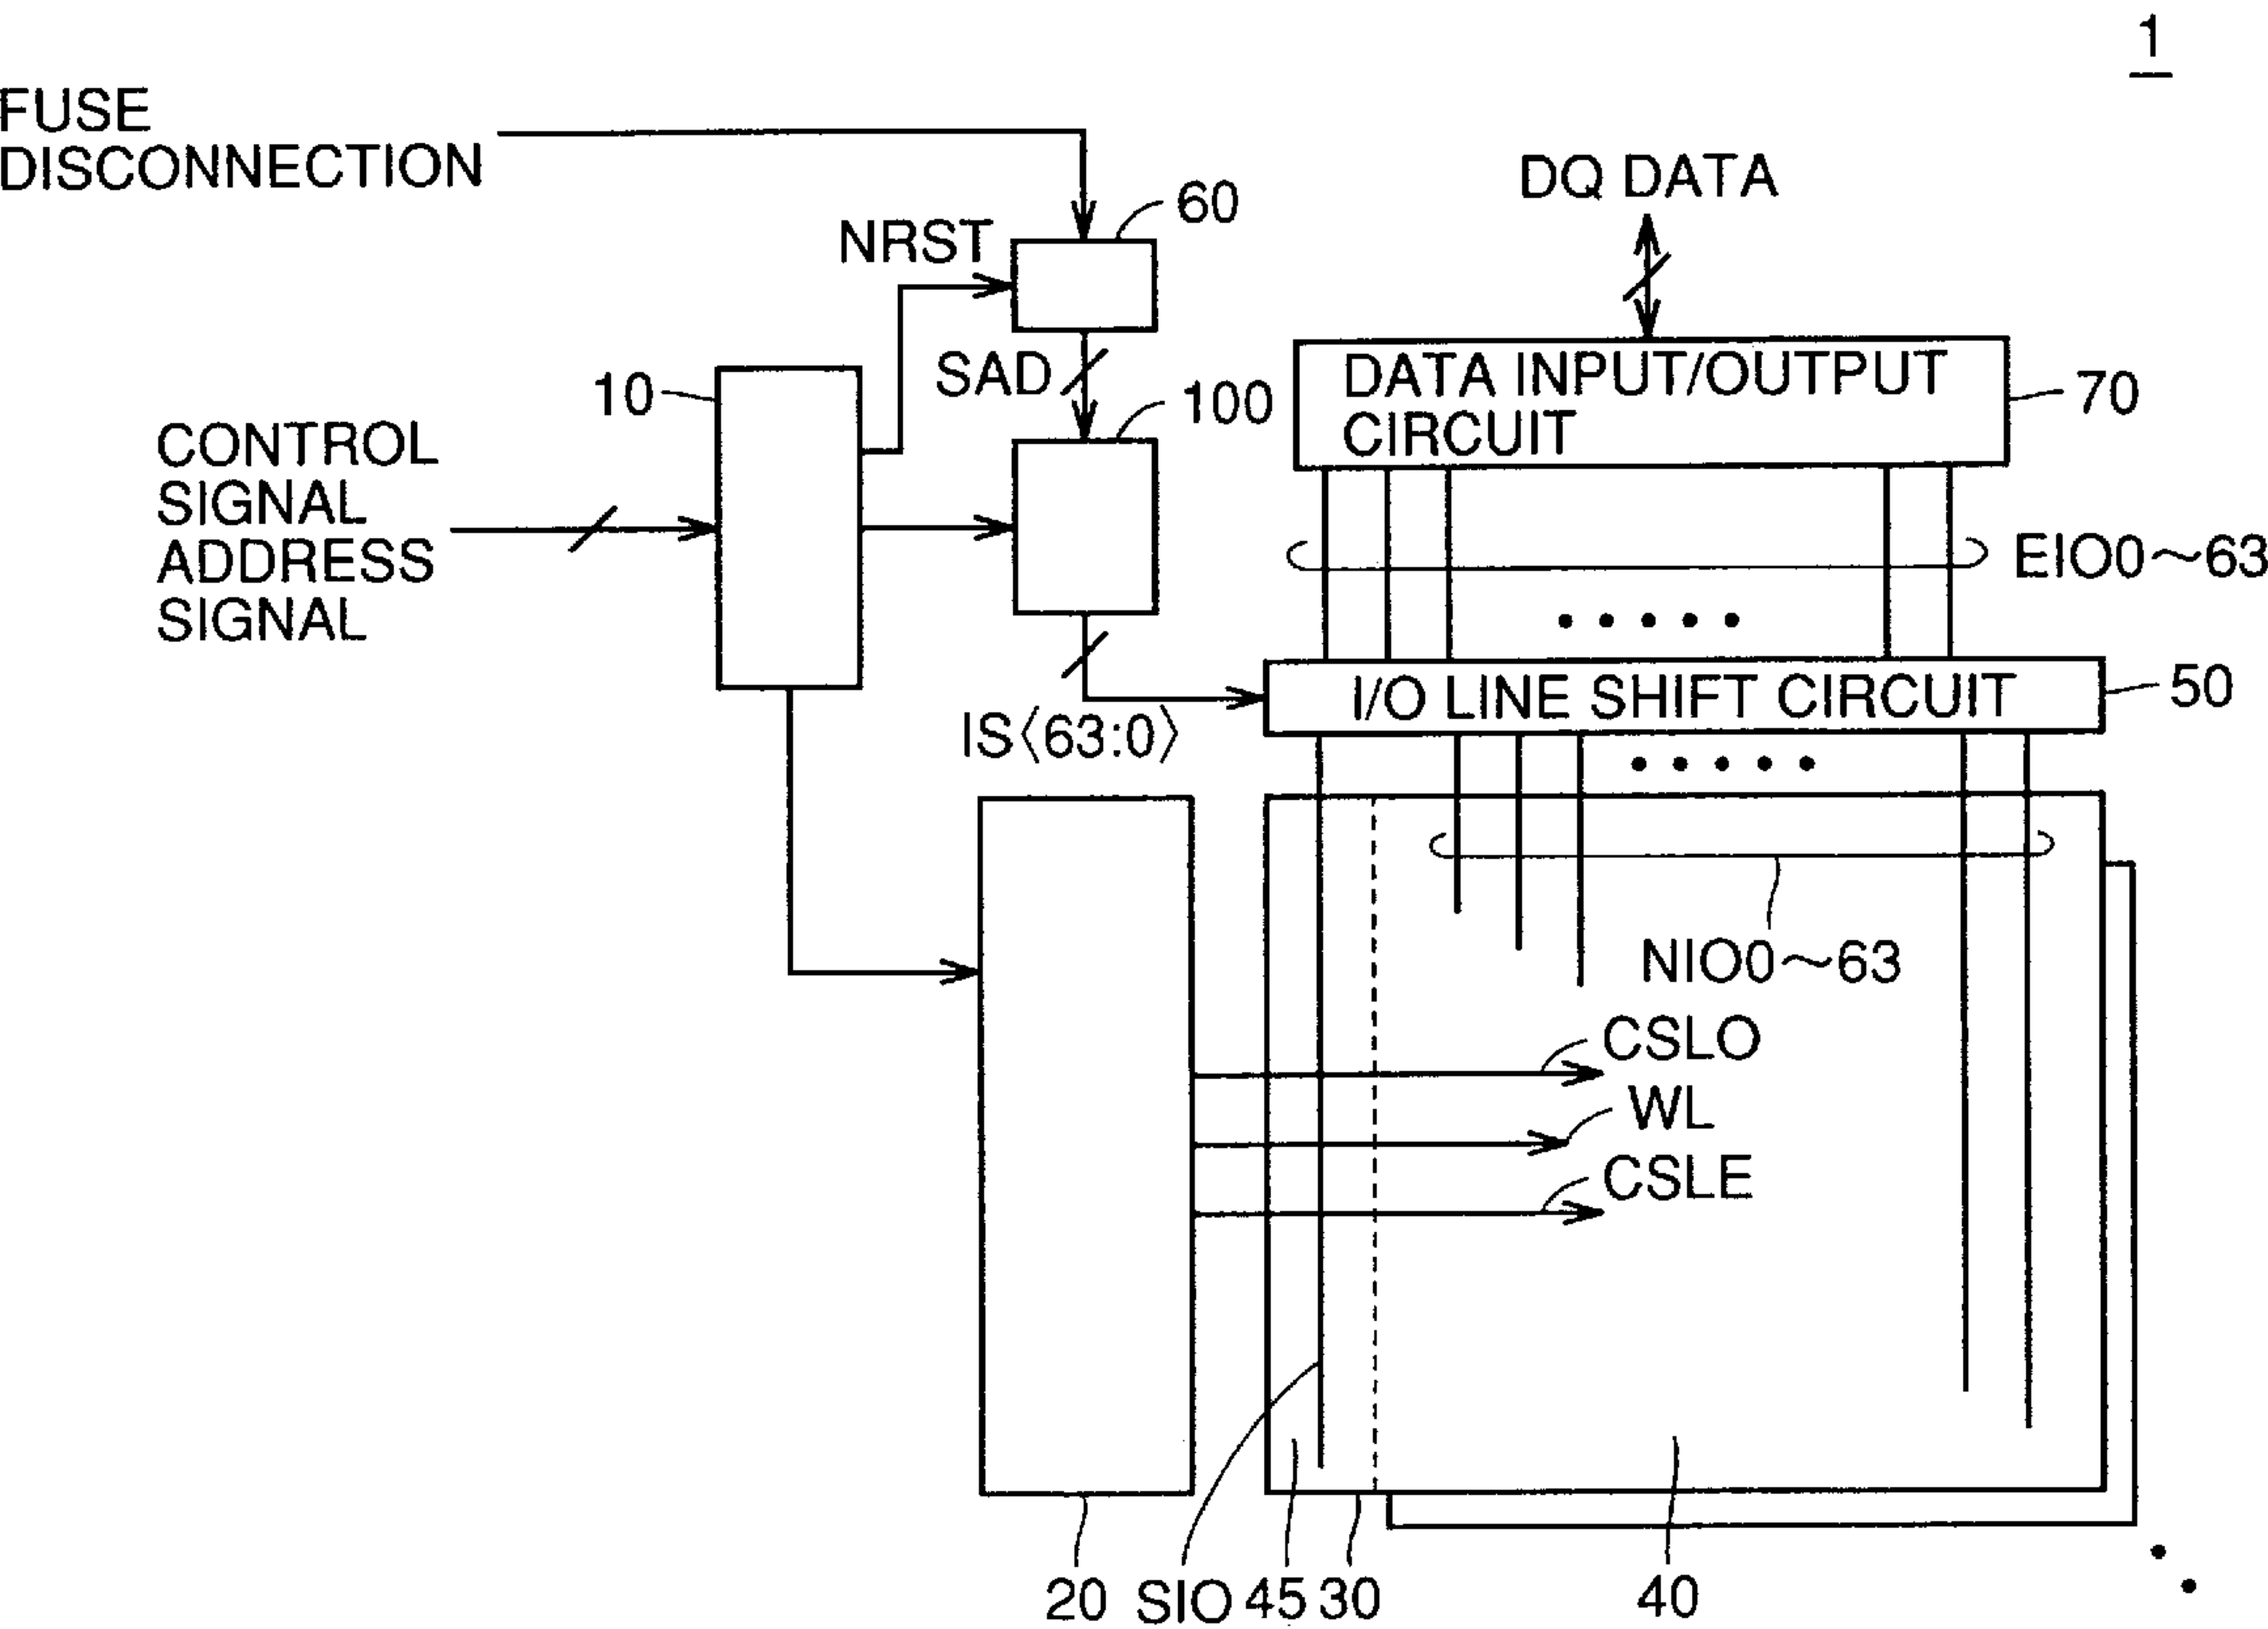 1
FUSE
DISCONNECTION
DQ DATA
60
NRST
SAD
100
10
DATA INPUT/OUTPUT
CIRCUIT
70
CONTROL
SIGNAL
ADDRESS
SIGNAL
EIO0~63
I/O LINE SHIFT CIRCUIT
50
IS〈63:0〉
NIO0~63
CSLO
WL
CSLE
20
SIO
45
30
40